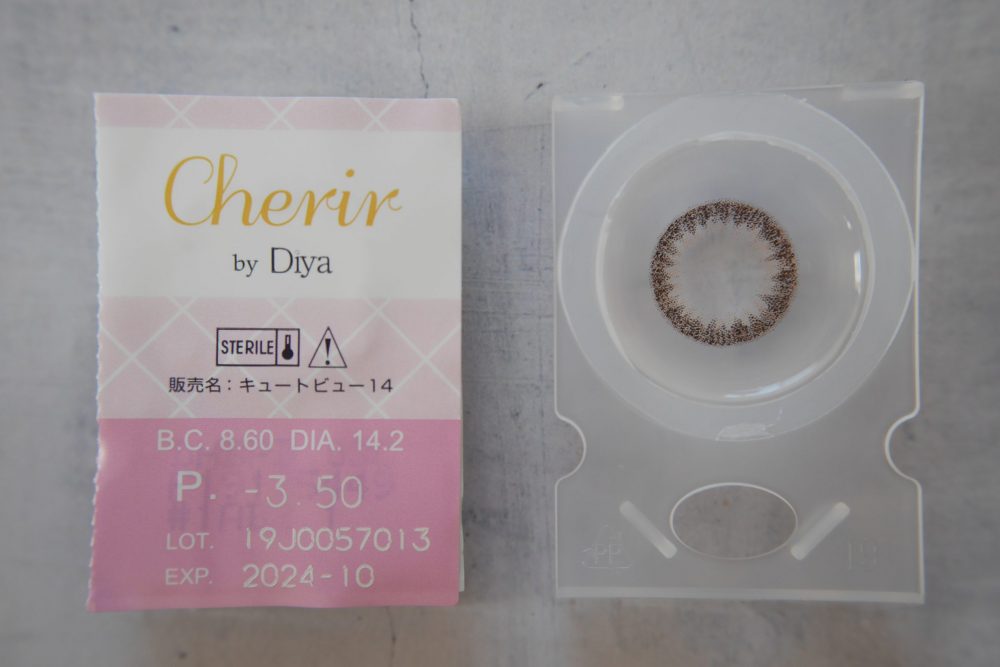 Cherir
by Diya
STERILE
販売名：キュートビュー14
B.C. 8.60 DIA. 14.2
P. -3.50
LOT. 19J0057013
EXP. 2024-10
PP